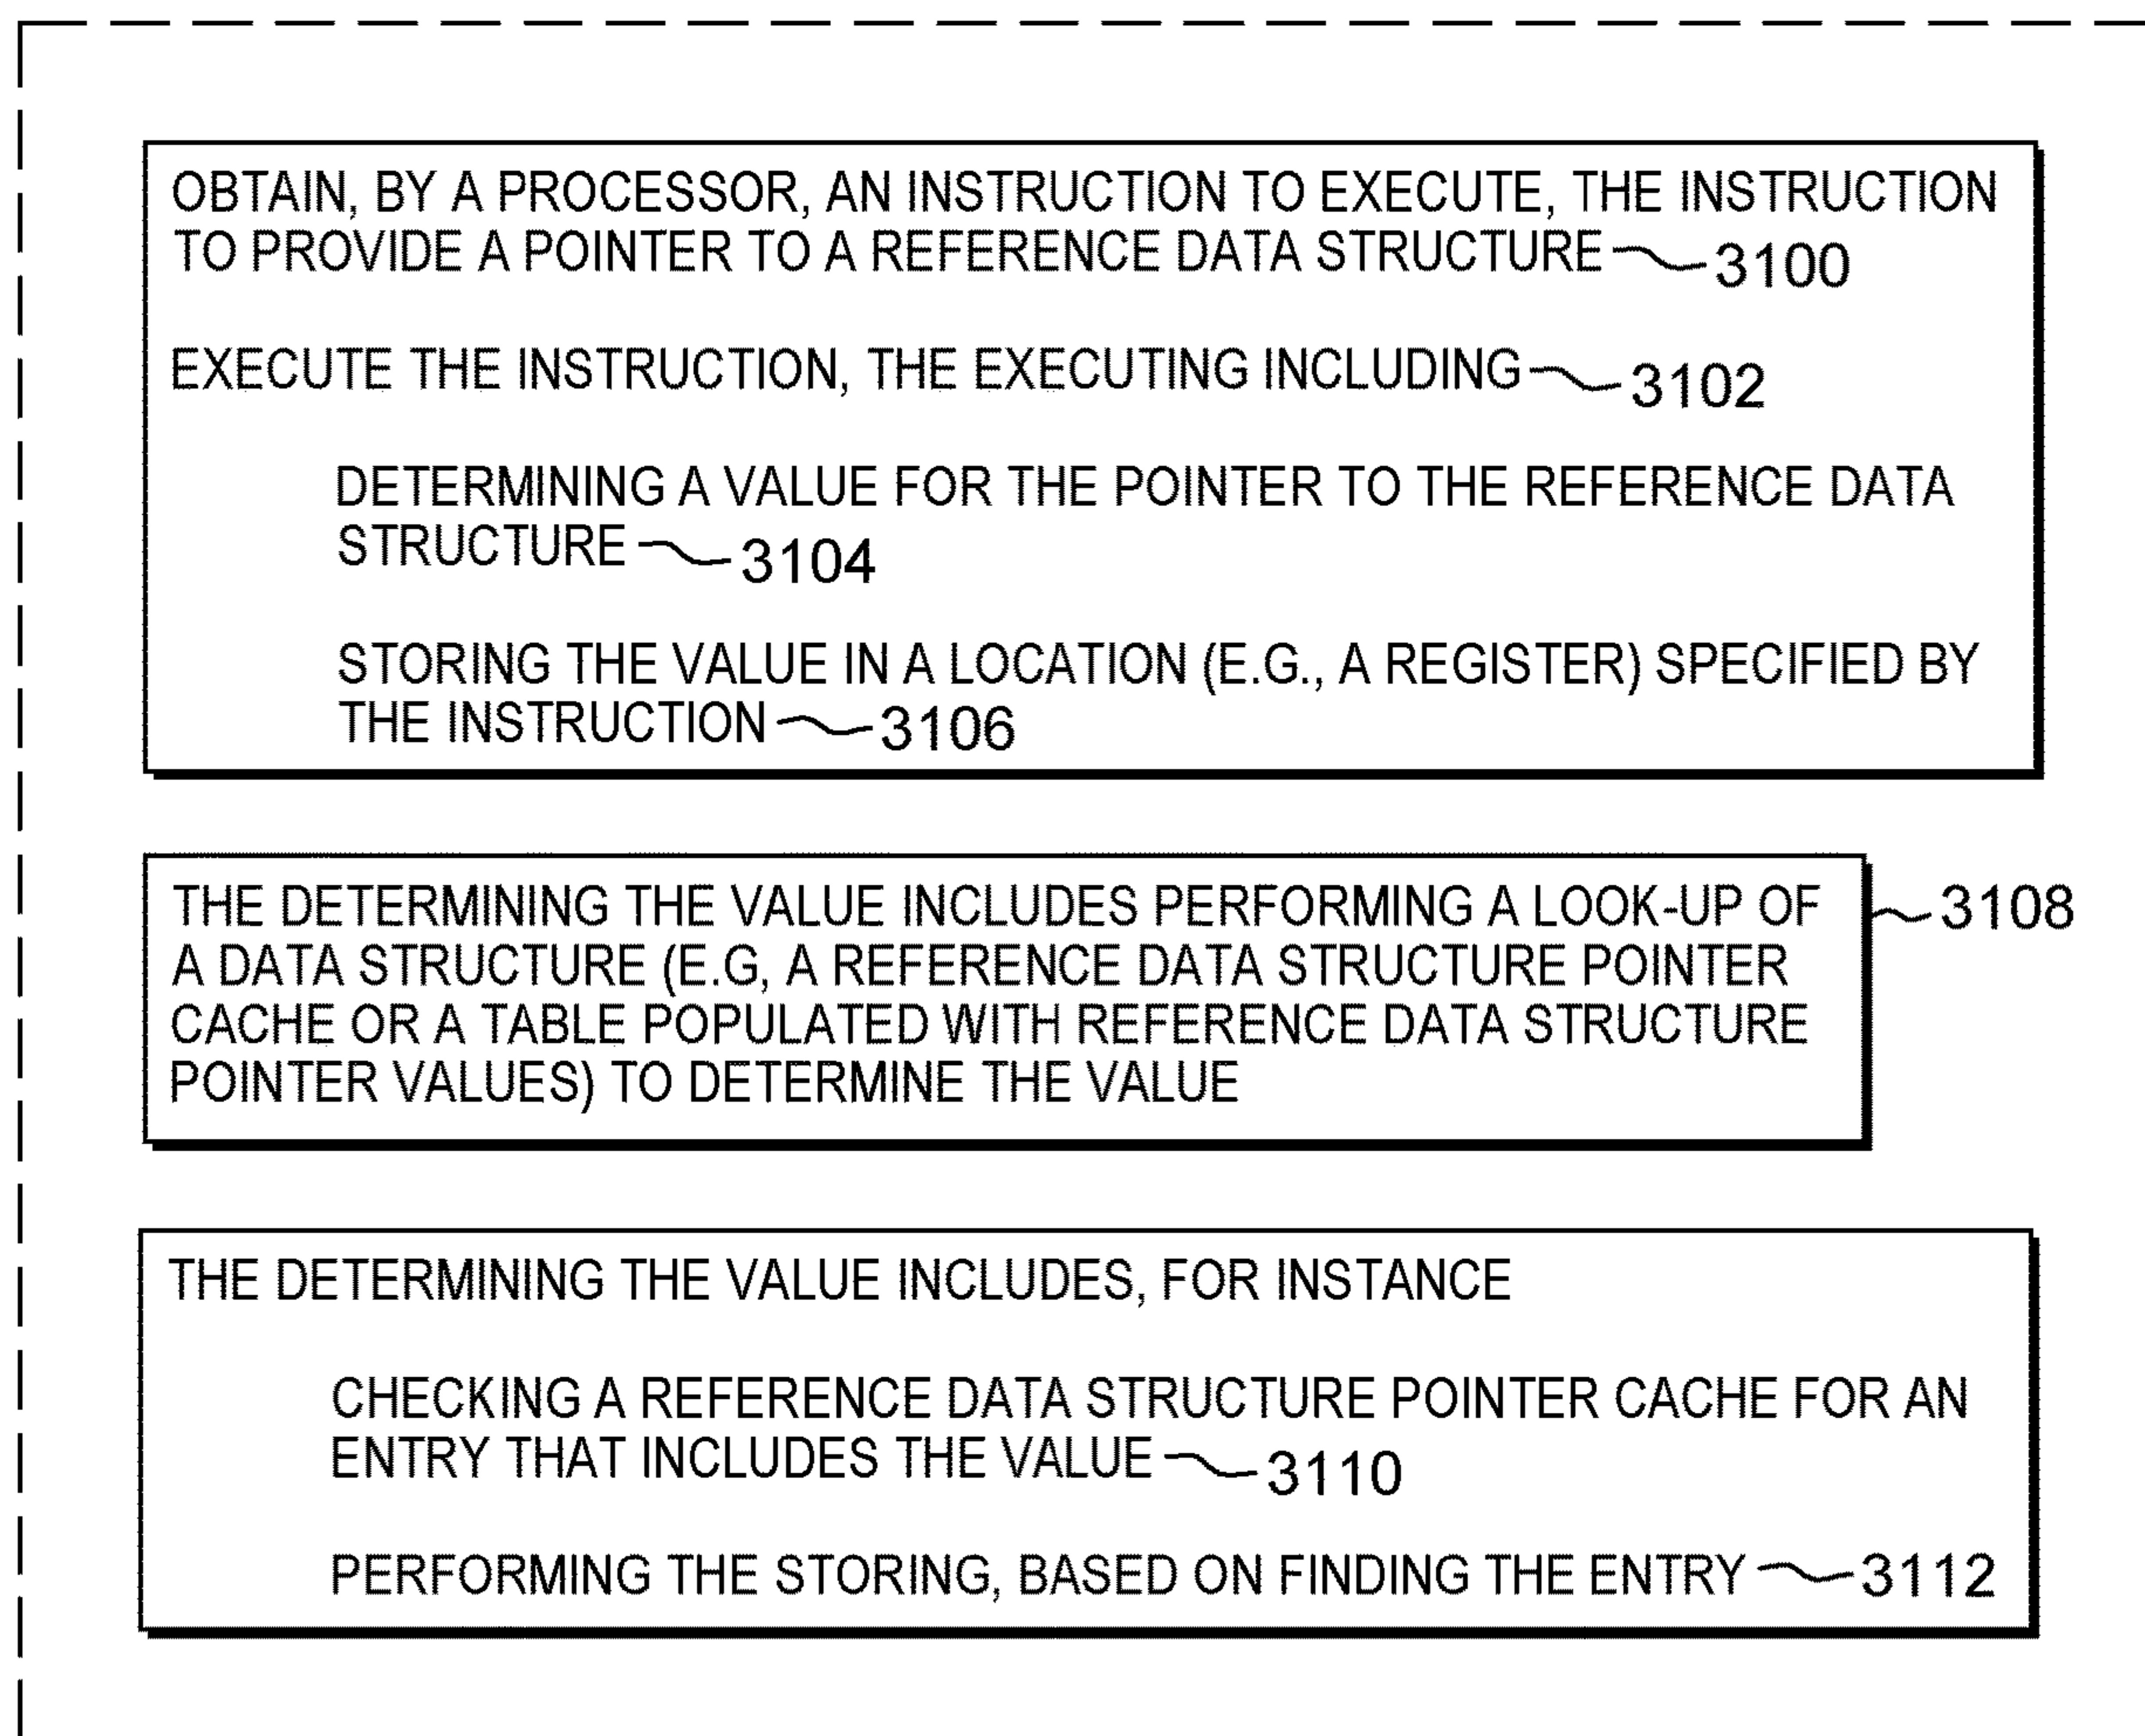 OBTAIN, BY A PROCESSOR, AN INSTRUCTION TO EXECUTE, THE INSTRUCTION
TO PROVIDE A POINTER TO A REFERENCE DATA STRUCTURE 3100
EXECUTE THE INSTRUCTION, THE EXECUTING INCLUDING 3102
DETERMINING A VALUE FOR THE POINTER TO THE REFERENCE DATA
STRUCTURE 3104
STORING THE VALUE IN A LOCATION (E.G., A REGISTER) SPECIFIED BY
THE INSTRUCTION 3106
THE DETERMINING THE VALUE INCLUDES PERFORMING A LOOK-UP OF 3108
A DATA STRUCTURE (E.G, A REFERENCE DATA STRUCTURE POINTER
CACHE OR A TABLE POPULATED WITH REFERENCE DATA STRUCTURE
POINTER VALUES) TO DETERMINE THE VALUE
THE DETERMINING THE VALUE INCLUDES, FOR INSTANCE
CHECKING A REFERENCE DATA STRUCTURE POINTER CACHE FOR AN
ENTRY THAT INCLUDES THE VALUE 3110
PERFORMING THE STORING, BASED ON FINDING THE ENTRY 3112